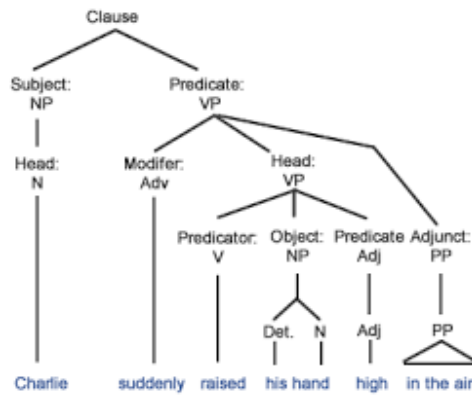 Clause
Subject: Predicate:
NP VP
Head: Modifer: Head:
N Adv VP
Predicator: Object: Predicate Adjunct:
V NP Adj PP
Det. N Adj PP
Charlie suddenly raised his hand high in the air